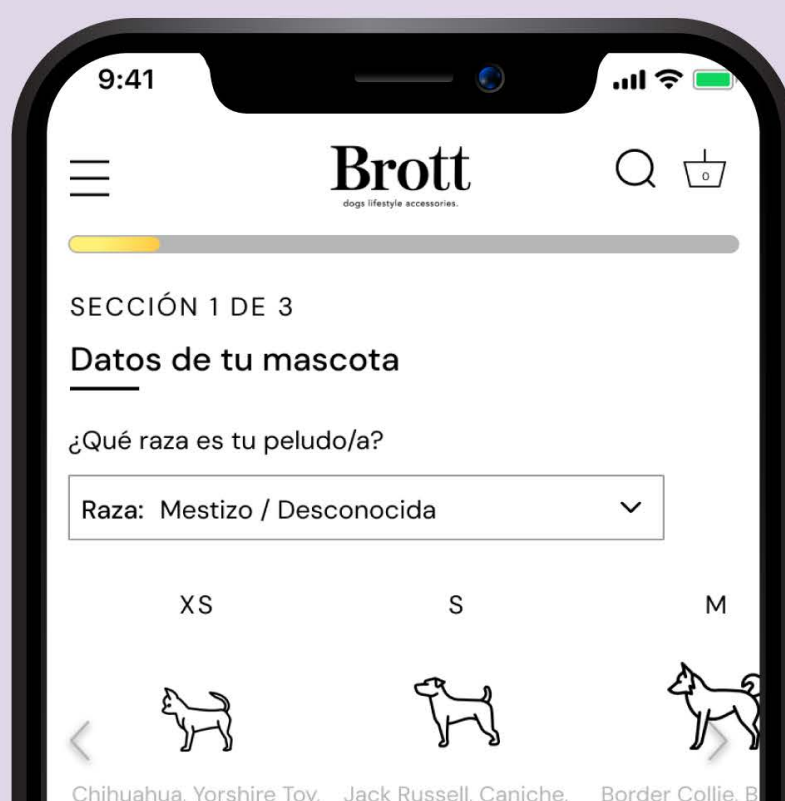 9:41
Brott
dogs lifestyle accessories.
0
SECCIÓN 1 DE 3
Datos de tu mascota
¿Qué raza es tu peludo/a?
Raza: Mestizo / Desconocida
XS S M
Chihuahua, Yorshire Toy, Jack Russell, Caniche, Border Collie, B